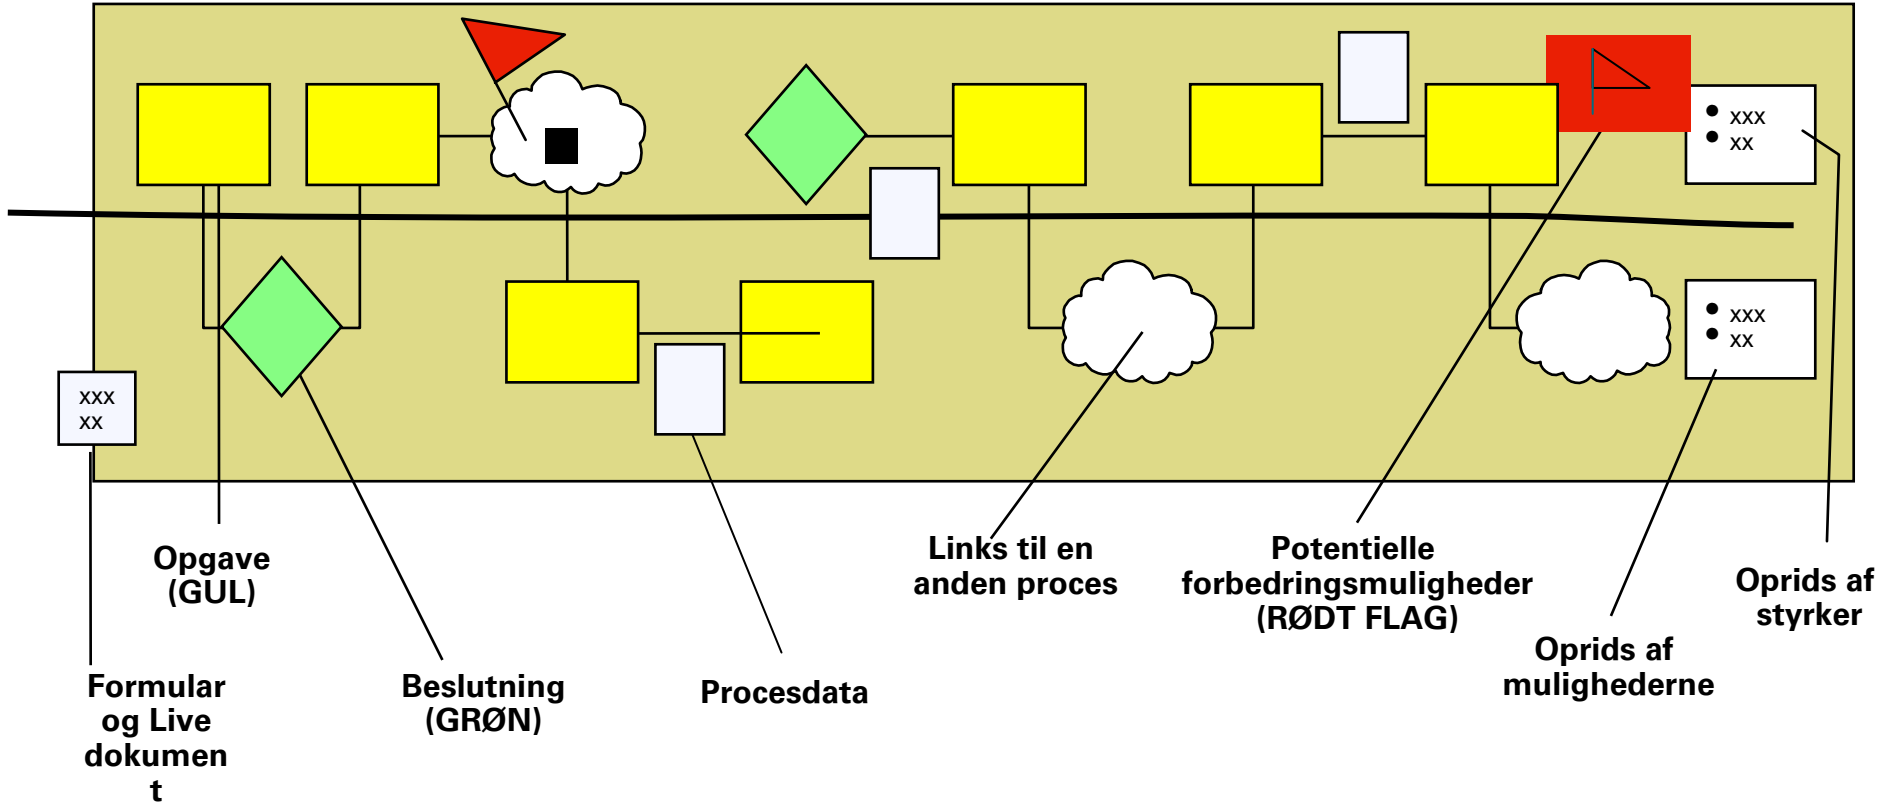 xxx
xx
xxx
xx
xxx
xx
Opgave
(GUL)
Links til en
anden proces
Potentielle
forbedringsmuligheder
(RØDT FLAG)
Oprids af
styrker
Oprids af
mulighederne
Formular
og Live
dokumen
t
Beslutning
(GRØN)
Procesdata